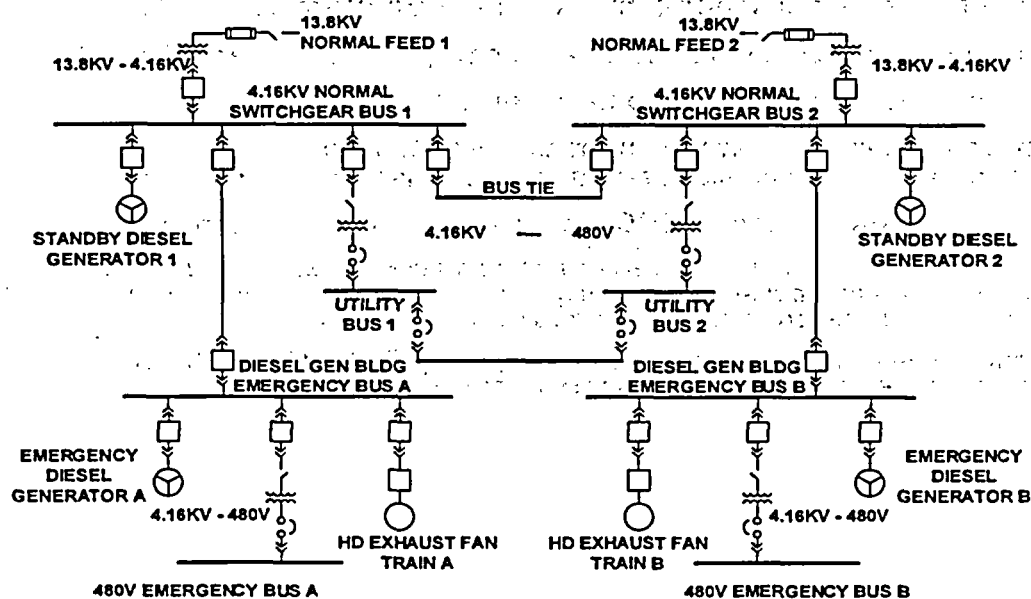 13.8KV
NORMAL FEED 1
13.8KV - 4.16KV
13.8KV
NORMAL FEED 2
13.8KV - 4.16KV
4.16KV NORMAL
SWITCHGEAR BUS 1
4.16KV NORMAL
SWITCHGEAR BUS 2
BUS TIE
STANDBY DIESEL
GENERATOR 1
4.16KV — 480V
STANDBY DIESEL
GENERATOR 2
UTILITY
BUS 1
UTILITY
BUS 2
DIESEL GEN BLDG
EMERGENCY BUS A
DIESEL GEN BLDG
EMERGENCY BUS B
EMERGENCY
DIESEL
GENERATOR A
4.16KV - 480V
HD EXHAUST FAN
TRAIN A
HD EXHAUST FAN
TRAIN B
4.16KV - 480V
EMERGENCY
DIESEL
GENERATOR B
480V EMERGENCY BUS A
480V EMERGENCY BUS B